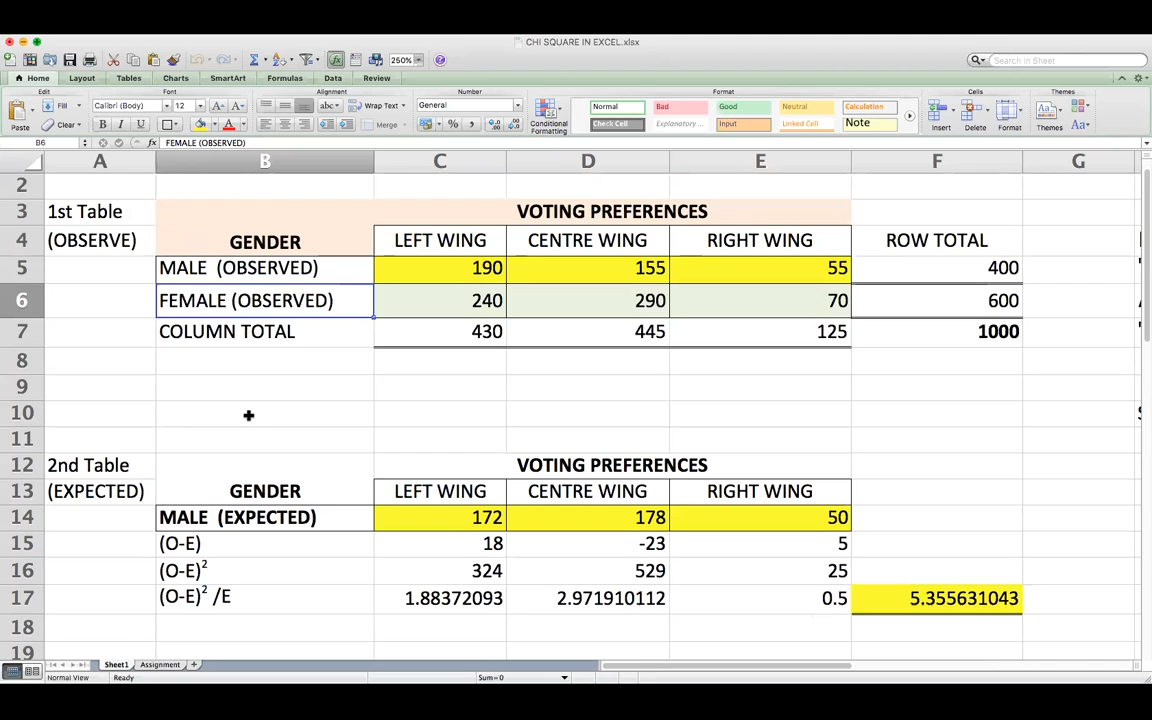 CHI SQUARE IN EXCEL.xlsx
250%
Search in Sheet
Home Layout Tables Charts SmartArt Formulas Data Review
Edit Font Alignment Number Format Cells Themes
Paste Fill Calibri (Body) 12 A A abc Wrap Text General Conditional Formatting Normal Bad Good Neutral Calculation Insert Delete Format Themes Aa
Clear B I U A Merge % , Check Cell Explanatory ... Input Linked Cell Note
B6 fx FEMALE (OBSERVED)
A B C D E F G
2
3 1st Table VOTING PREFERENCES
4 (OBSERVE) GENDER LEFT WING CENTRE WING RIGHT WING ROW TOTAL
5 MALE (OBSERVED) 190 155 55 400
6 FEMALE (OBSERVED) 240 290 70 600
7 COLUMN TOTAL 430 445 125 1000
8
9
10
11
12 2nd Table VOTING PREFERENCES
13 (EXPECTED) GENDER LEFT WING CENTRE WING RIGHT WING
14 MALE (EXPECTED) 172 178 50
15 (O-E) 18 -23 5
16 (O-E)² 324 529 25
17 (O-E)² /E 1.88372093 2.971910112 0.5 5.355631043
18
19
Sheet1 Assignment +
Normal View Ready Sum=0